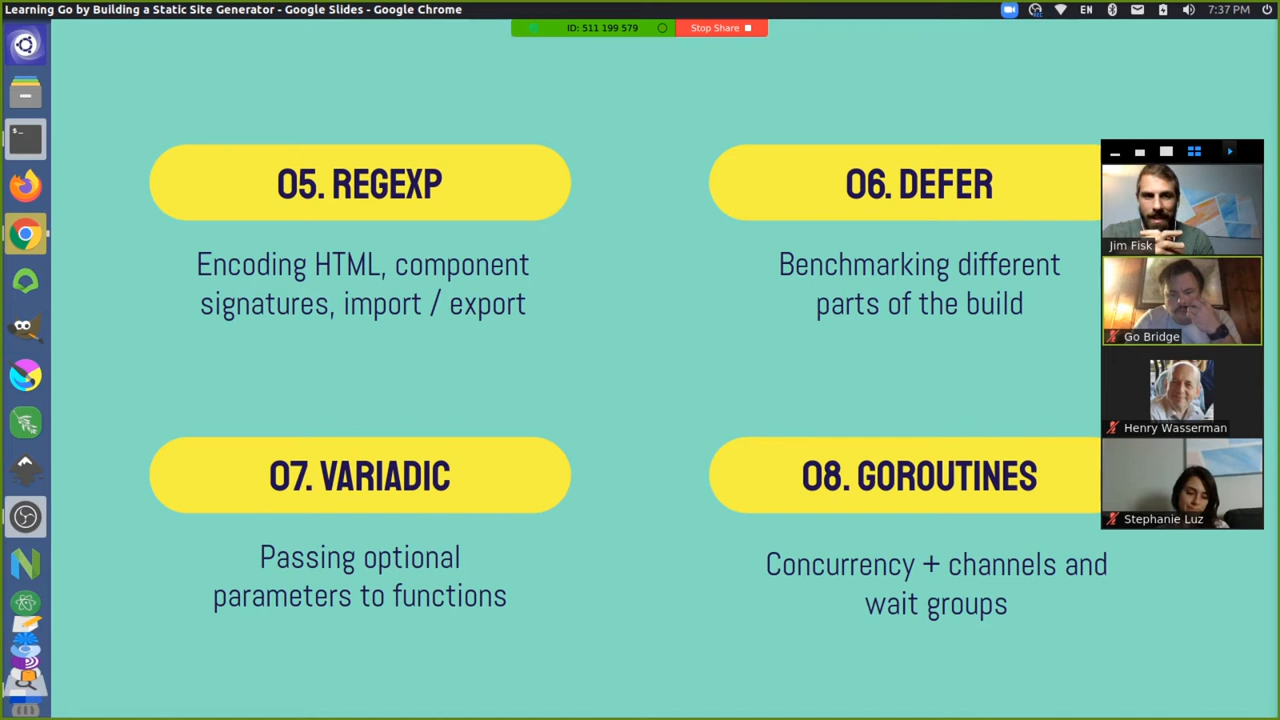 Learning Go by Building a Static Site Generator - Google Slides - Google Chrome
EN
7:37 PM
ID: 511 199 579
Stop Share
05. REGEXP
06. DEFER
Encoding HTML, component
signatures, import / export
Benchmarking different
parts of the build
07. VARIADIC
08. GOROUTINES
Passing optional
parameters to functions
Concurrency + channels and
wait groups
Jim Fisk
Go Bridge
Henry Wasserman
Stephanie Luz